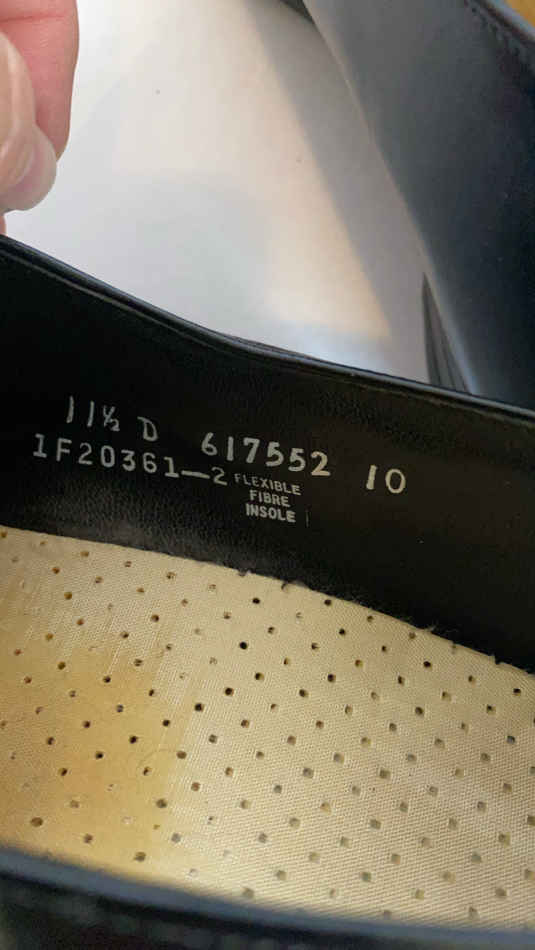 11½ D 617552 10
1F20361—2 FLEXIBLE
FIBRE
INSOLE